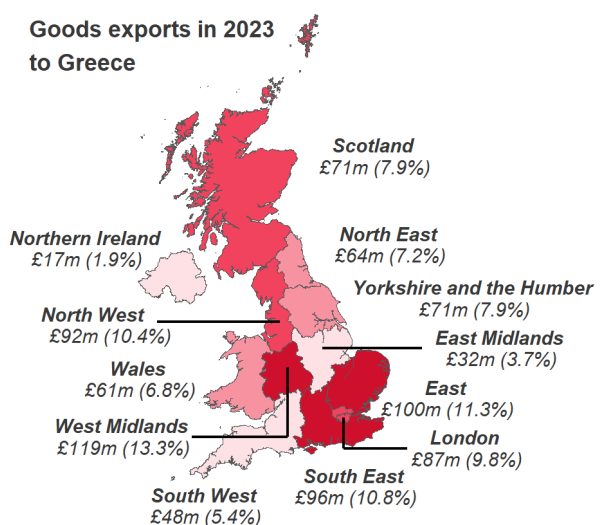 Goods exports in 2023
to Greece
Scotland
£71m (7.9%)
Northern Ireland
£17m (1.9%)
North East
£64m (7.2%)
Yorkshire and the Humber
£71m (7.9%)
North West
£92m (10.4%)
East Midlands
£32m (3.7%)
Wales
£61m (6.8%)
East
£100m (11.3%)
West Midlands
£119m (13.3%)
London
£87m (9.8%)
South East
£96m (10.8%)
South West
£48m (5.4%)